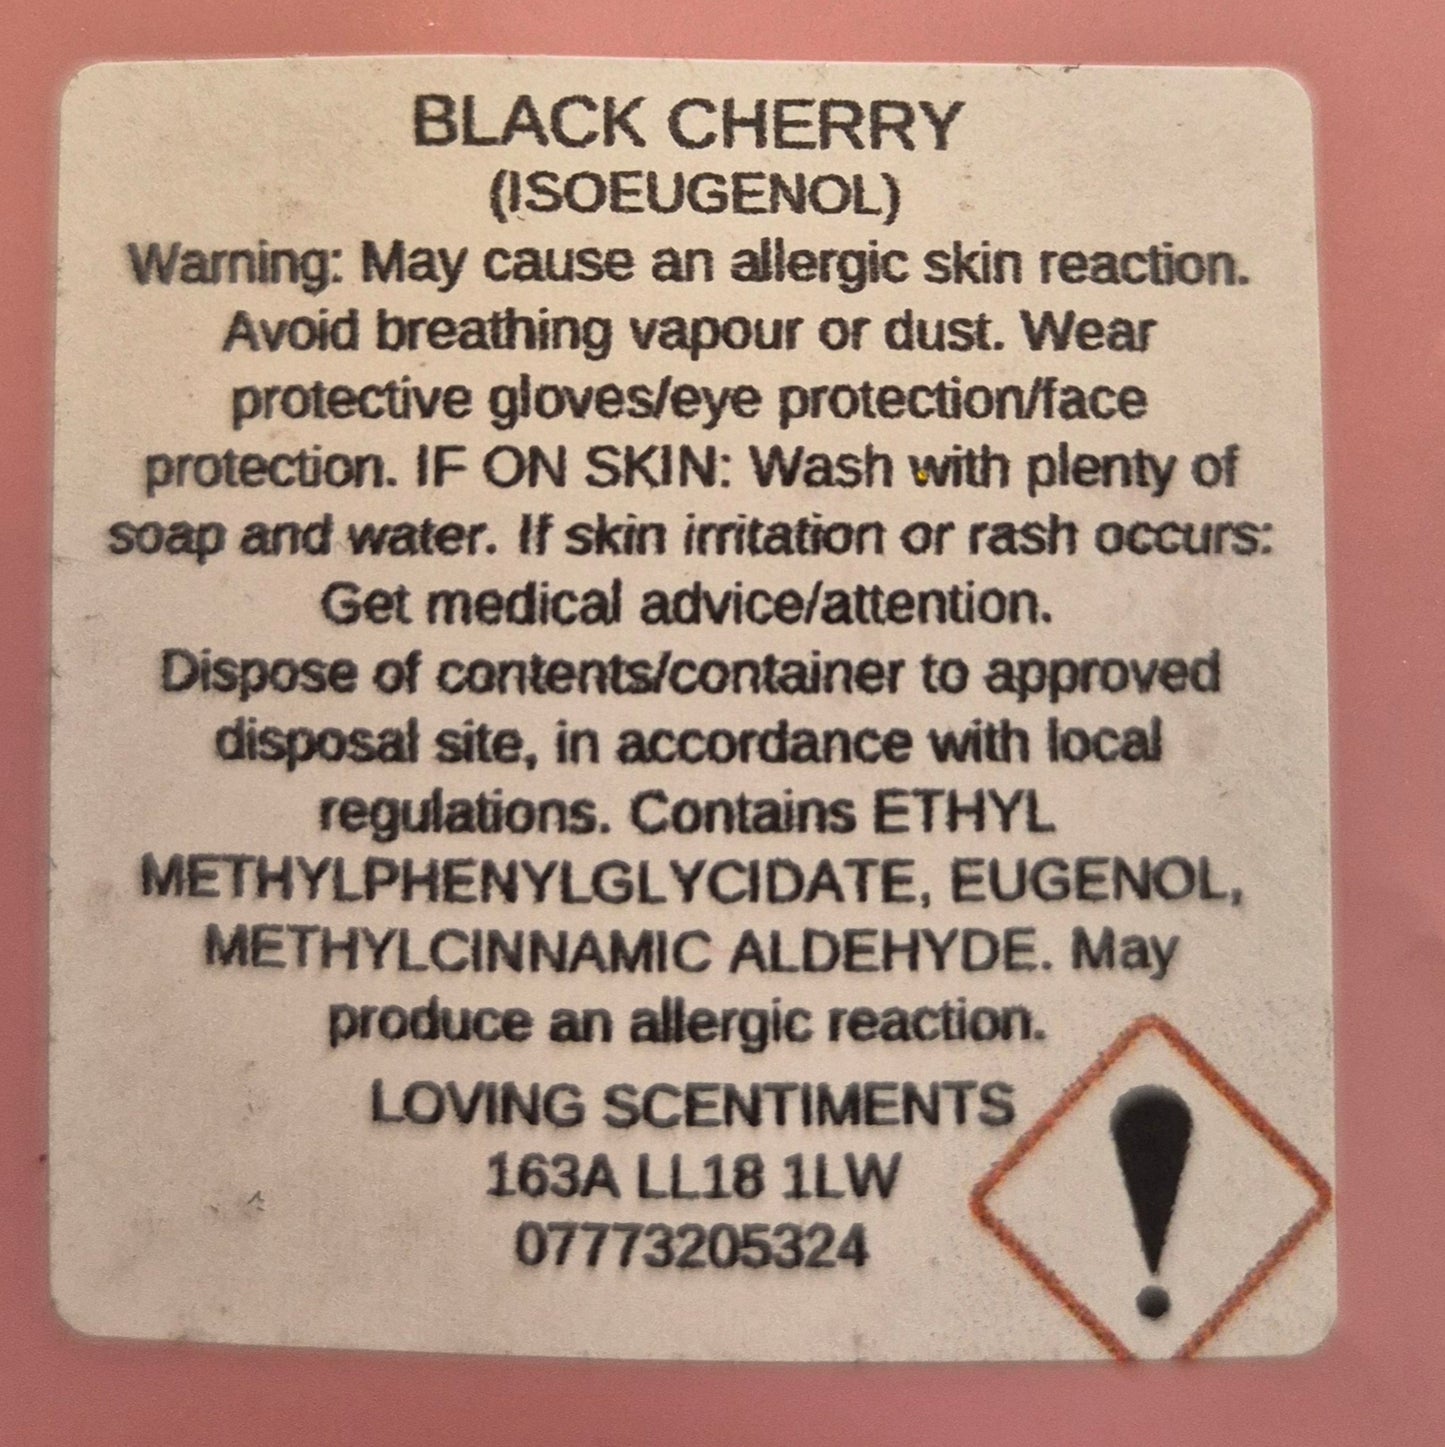 BLACK CHERRY
(ISOEUGENOL)
Warning: May cause an allergic skin reaction.
Avoid breathing vapour or dust. Wear
protective gloves/eye protection/face
protection. IF ON SKIN: Wash with plenty of
soap and water. If skin irritation or rash occurs:
Get medical advice/attention.
Dispose of contents/container to approved
disposal site, in accordance with local
regulations. Contains ETHYL
METHYLPHENYLGLYCIDATE, EUGENOL,
METHYLCINNAMIC ALDEHYDE. May
produce an allergic reaction.
LOVING SCENTIMENTS
163A LL18 1LW
07773205324